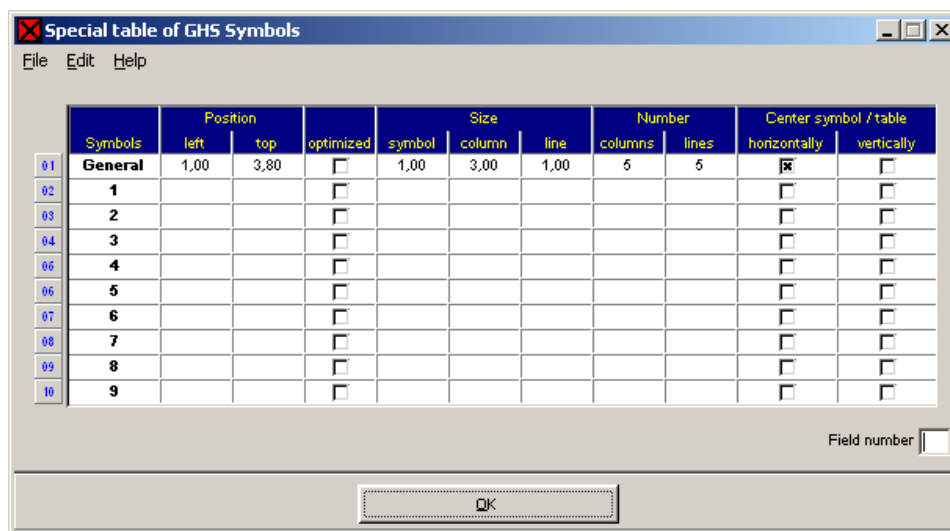 Special table of GHS Symbols
File Edit Help
Position Size Number Center symbol / table
Symbols left top optimized symbol column line columns lines horizontally vertically
01 General 1,00 3,80 1,00 3,00 1,00 5 5
02 1
03 2
04 3
05 4
06 5
07 6
08 7
09 8
10 9
Field number
OK